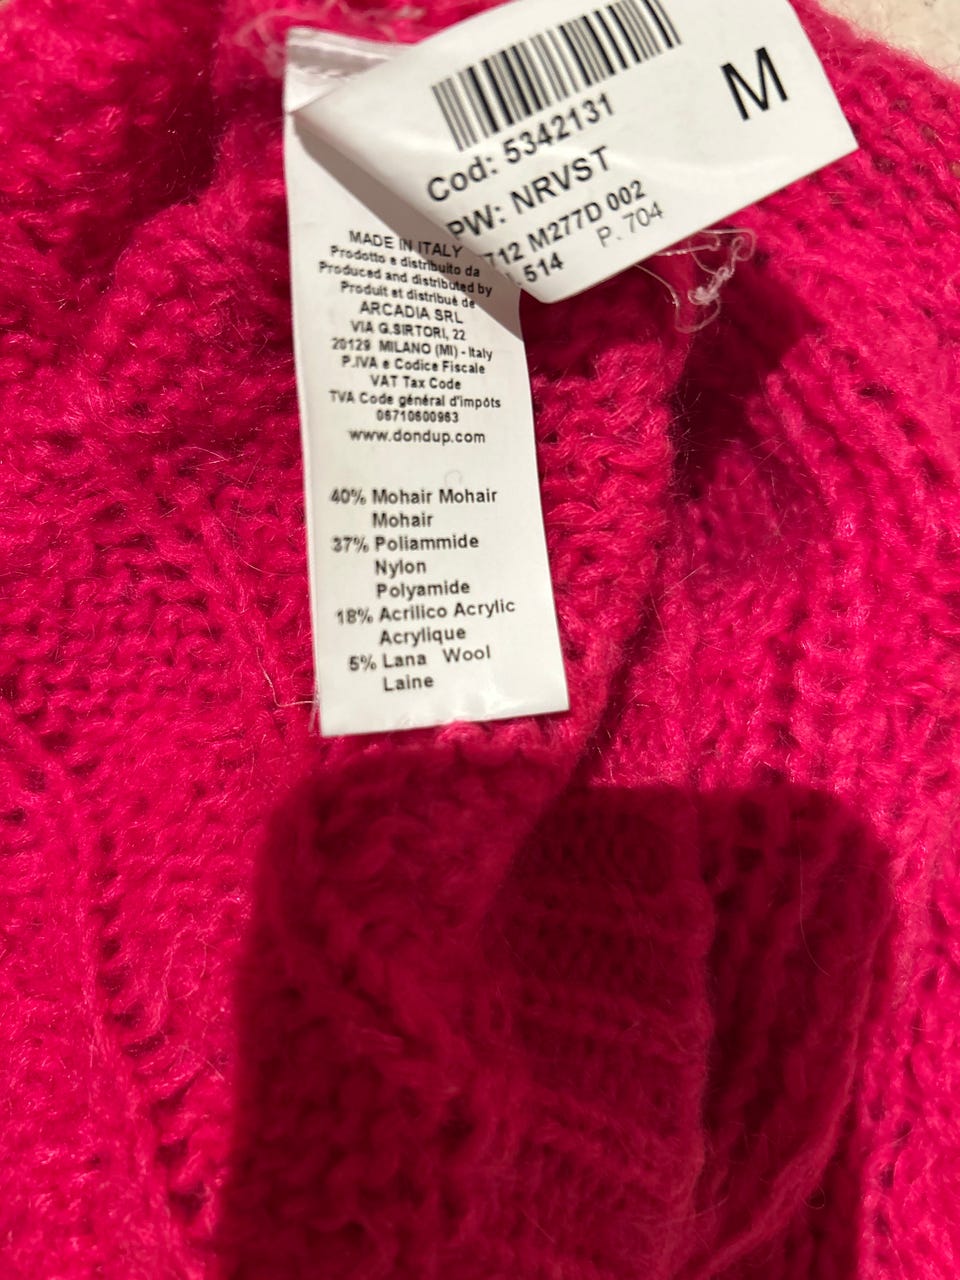 M
Cod: 5342131
PW: NRVST
712 M277D 002
514
P. 704
MADE IN ITALY
Prodotto e distribuito da
Produced and distributed by
Produit et distribué de
ARCADIA SRL
VIA G.SIRTORI, 22
20129 MILANO (MI) - Italy
P.IVA e Codice Fiscale
VAT Tax Code
TVA Code général d'impôts
06710600963
www.dondup.com
40% Mohair Mohair
Mohair
37% Poliammide
Nylon
Polyamide
18% Acrilico Acrylic
Acrylique
5% Lana Wool
Laine